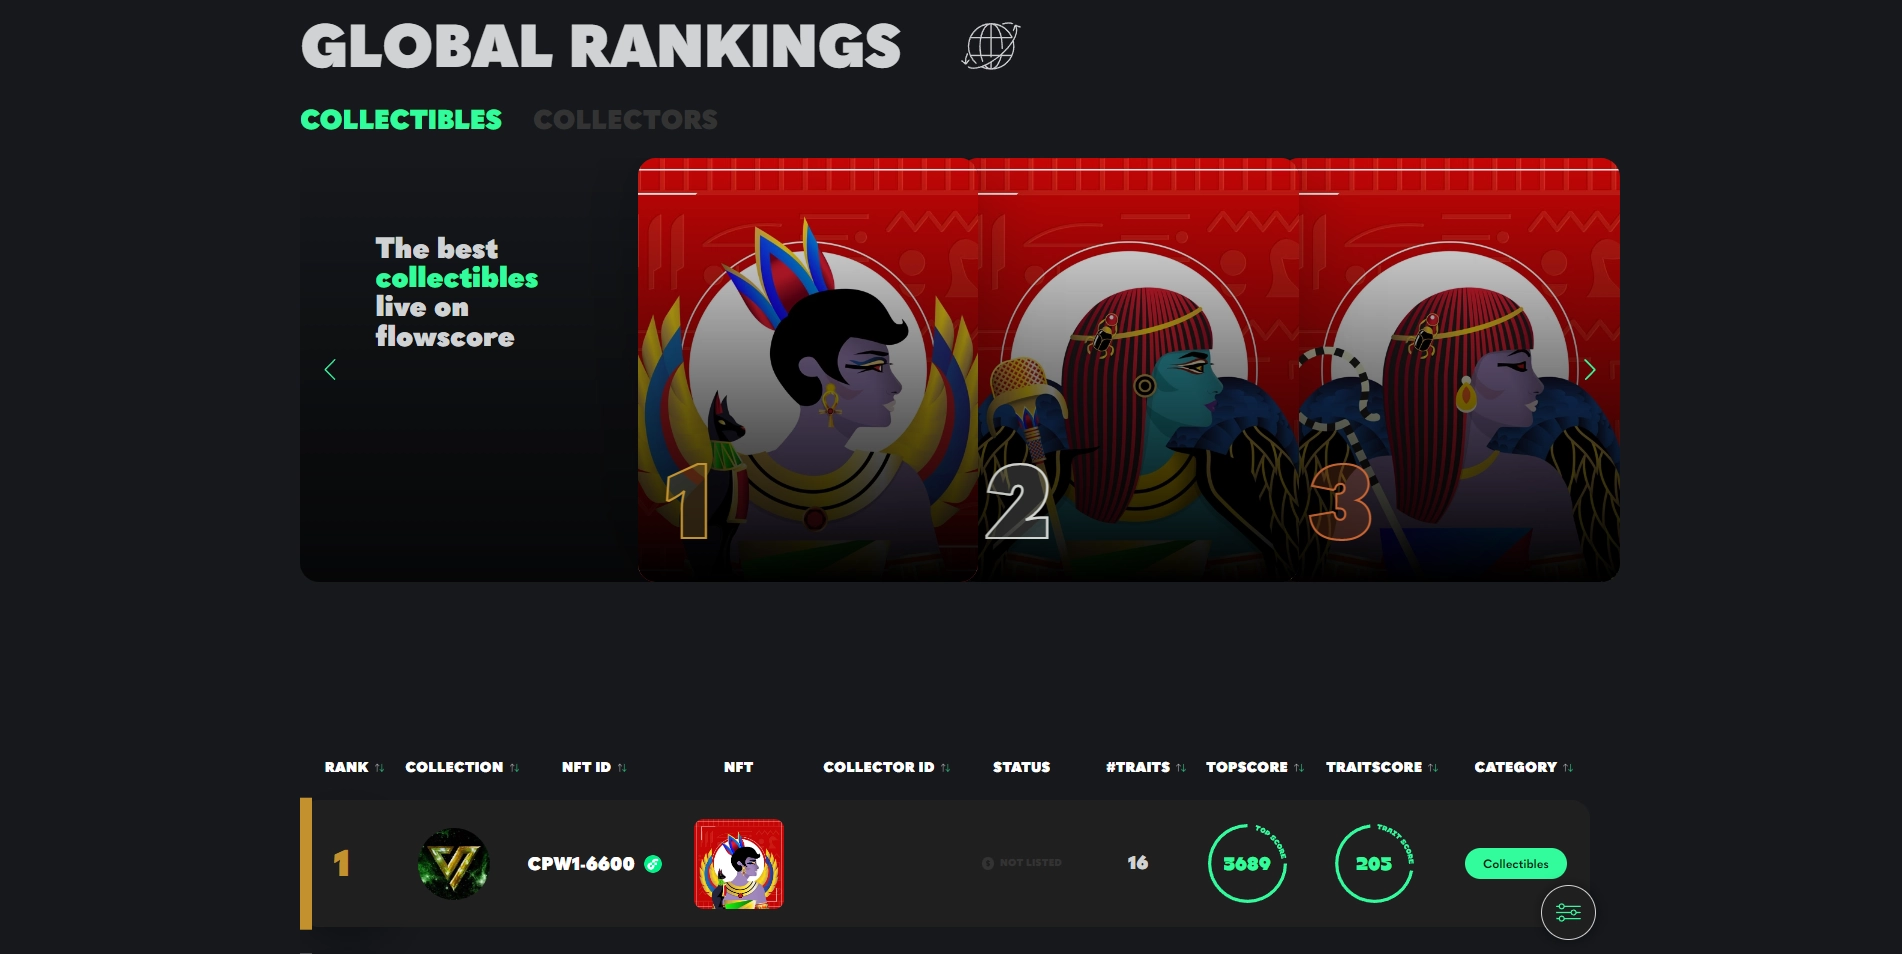 GLOBAL RANKINGS
COLLECTIBLES COLLECTORS
The best
collectibles
live on
flowscore
1 2 3
RANK COLLECTION NFT ID NFT COLLECTOR ID STATUS #TRAITS TOPSCORE TRAITSCORE CATEGORY
1 CPW1-6600 NOT LISTED 16 TOP SCORE 3689 TRAIT SCORE 205 Collectibles